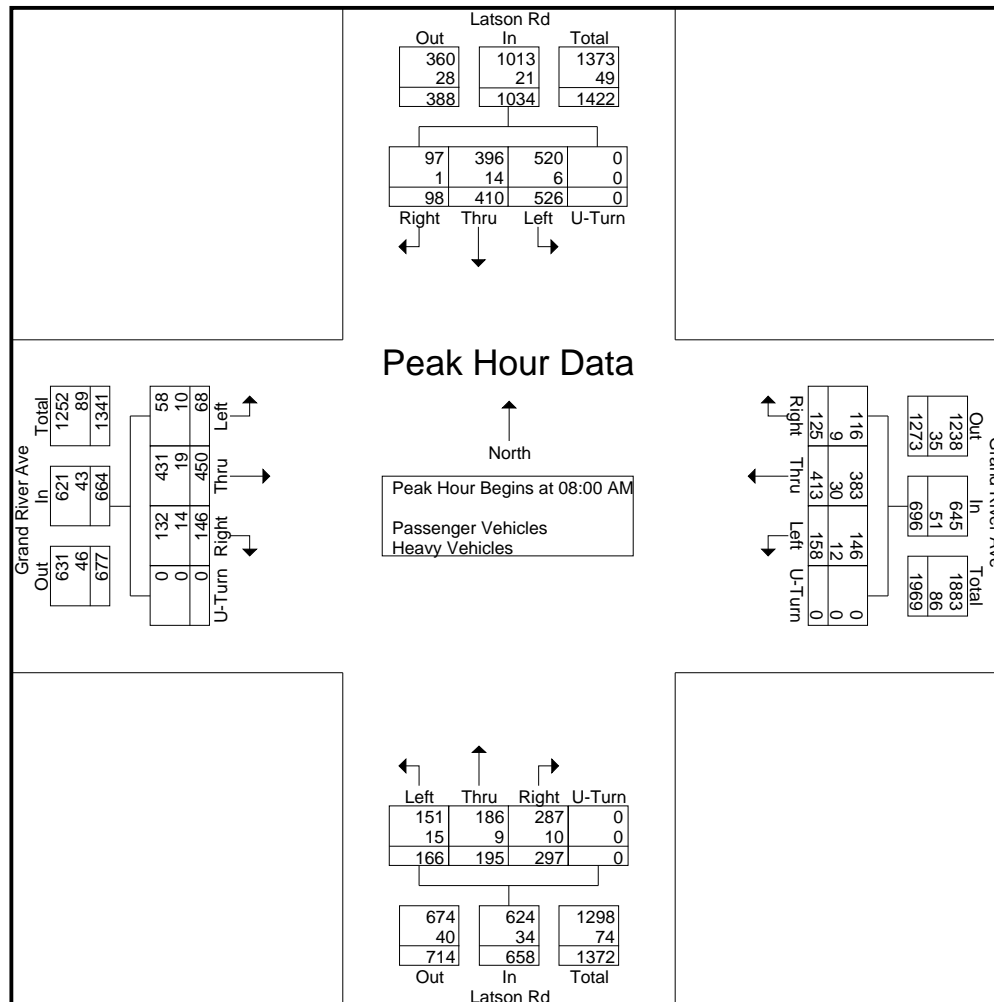 Latson Rd
Out In Total
360 1013 1373
28 21 49
388 1034 1422
97 396 520 0
1 14 6 0
98 410 526 0
Right Thru Left U-Turn
Peak Hour Data
North
Peak Hour Begins at 08:00 AM
Passenger Vehicles
Heavy Vehicles
Grand River Ave
Out In Total
631 621 1252
46 43 89
677 664 1341
58 431 132 0
10 19 14 0
68 450 146 0
Left Thru Right U-Turn
Grand River Ave
Out In Total
1238 645 1883
35 51 86
1273 696 1969
116 383 146 0
9 30 12 0
125 413 158 0
Right Thru Left U-Turn
Left Thru Right U-Turn
151 186 287 0
15 9 10 0
166 195 297 0
674 624 1298
40 34 74
714 658 1372
Out In Total
Latson Rd